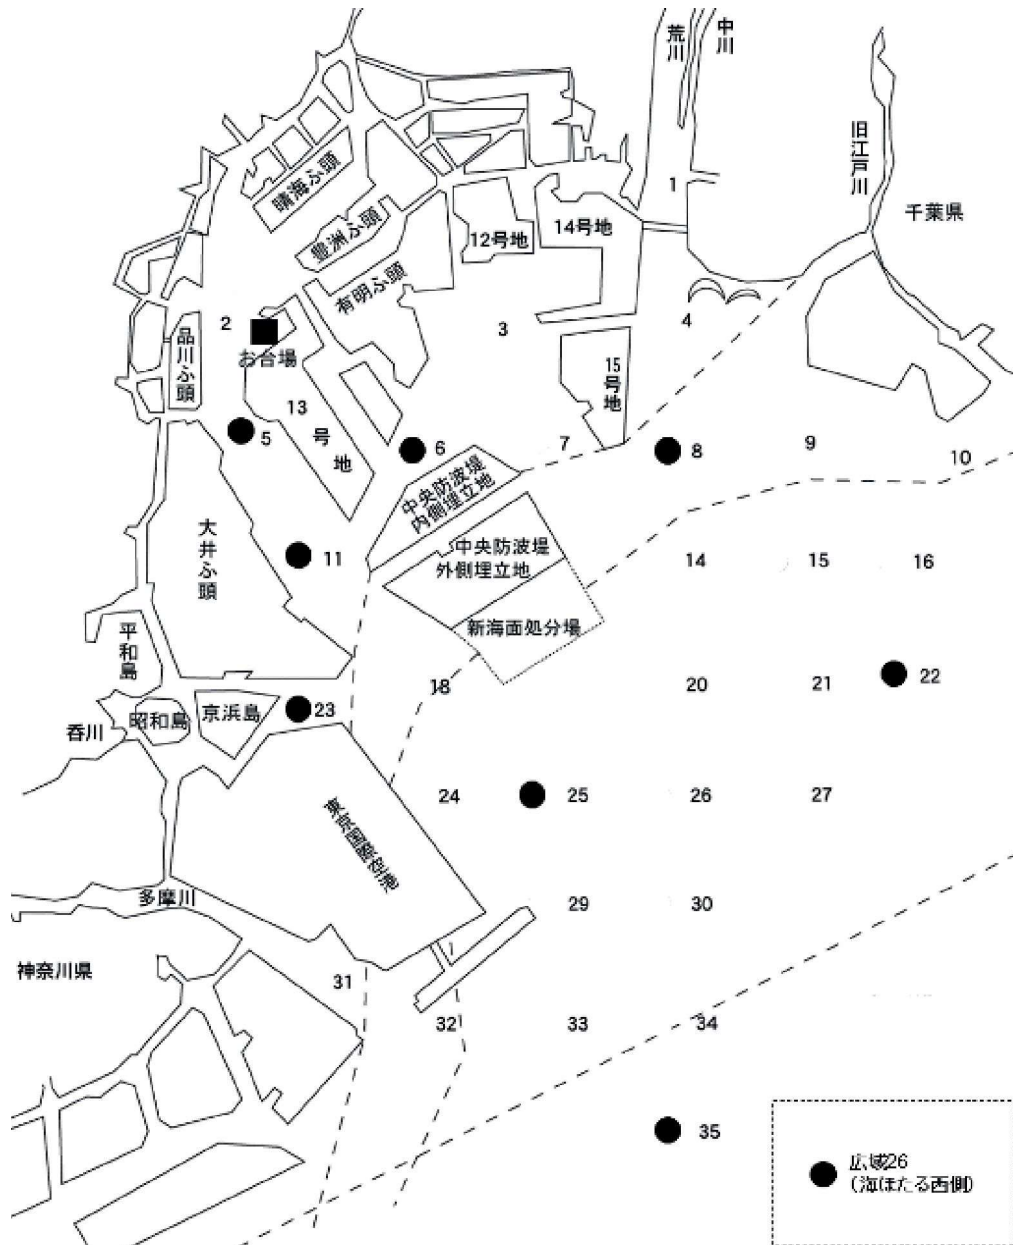 荒川
中川
旧江戸川
千葉県
晴海ふ頭
豊洲ふ頭
有明ふ頭
12号地
14号地
1
2
3
4
お台場
品川ふ頭
13号地
15号地
5
6
7
8
9
10
中央防波堤
内側埋立地
中央防波堤
外側埋立地
新海面処分場
大井ふ頭
11
14
15
16
平和島
昭和島
京浜島
呑川
18
20
21
22
23
24
25
26
27
東京国際空港
多摩川
29
30
神奈川県
31
32
33
34
35
広域26
(海ほたる西側)